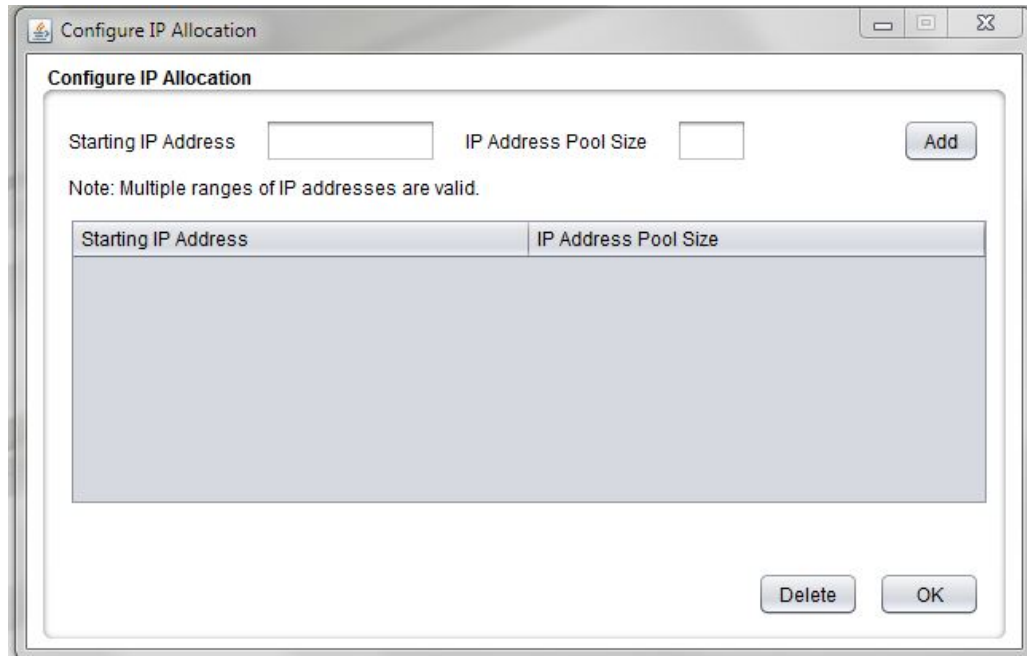 Configure IP Allocation
Configure IP Allocation
Starting IP Address IP Address Pool Size Add
Note: Multiple ranges of IP addresses are valid.
Starting IP Address IP Address Pool Size
Delete OK